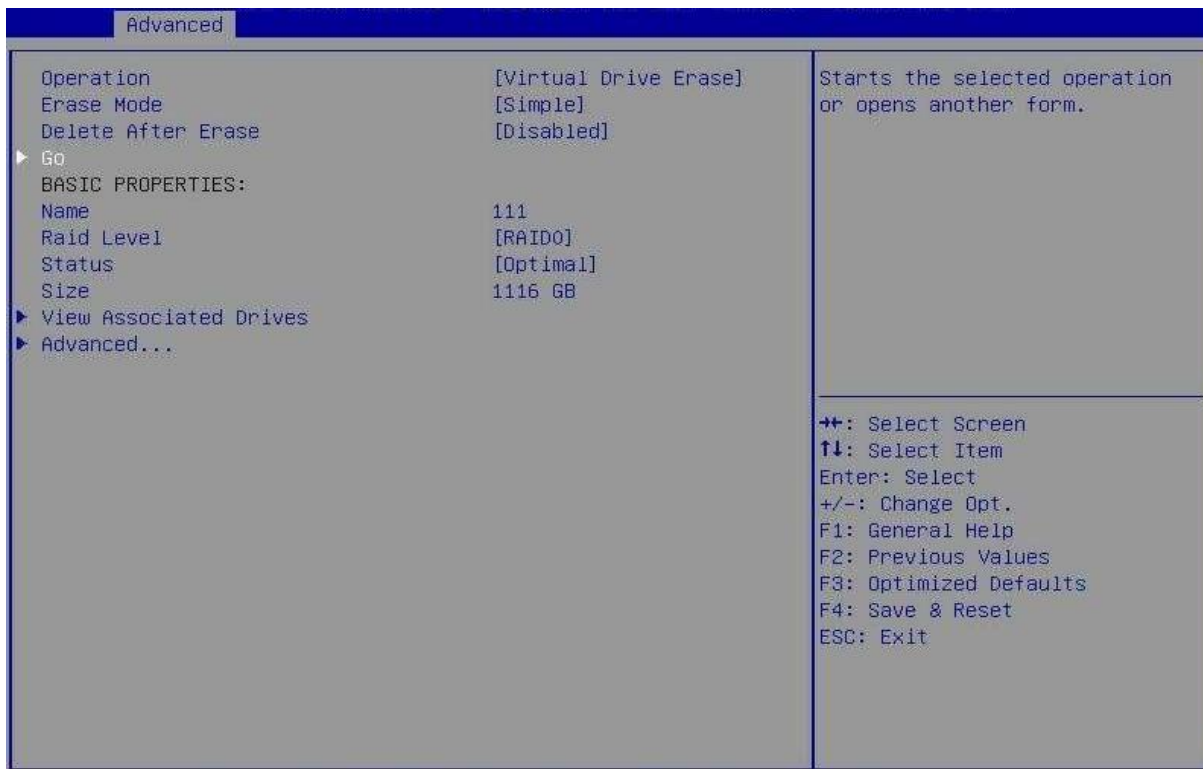 Advanced
Operation [Virtual Drive Erase]
Erase Mode [Simple]
Delete After Erase [Disabled]
Go
BASIC PROPERTIES:
Name 111
Raid Level [RAID0]
Status [Optimal]
Size 1116 GB
View Associated Drives
Advanced...
Starts the selected operation
or opens another form.
→←: Select Screen
↑↓: Select Item
Enter: Select
+/-: Change Opt.
F1: General Help
F2: Previous Values
F3: Optimized Defaults
F4: Save & Reset
ESC: Exit